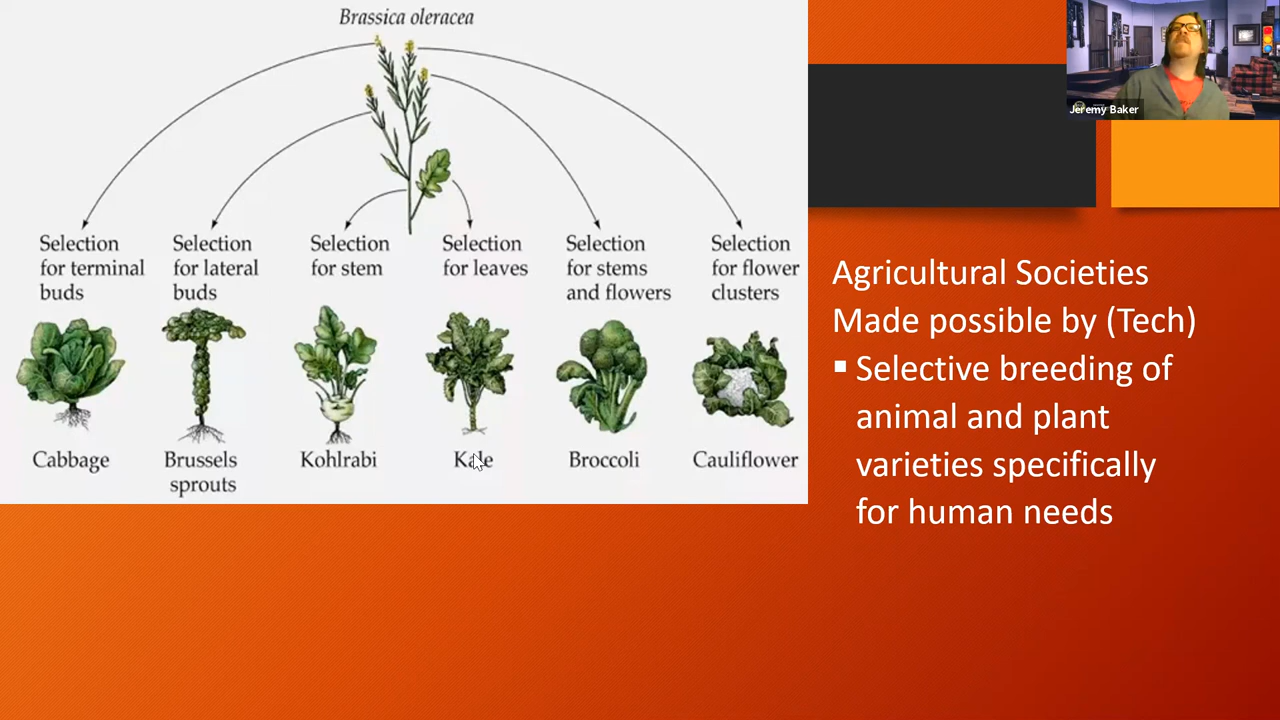 Brassica oleracea
Selection
for terminal
buds
Selection
for lateral
buds
Selection
for stem
Selection
for leaves
Selection
for stems
and flowers
Selection
for flower
clusters
Cabbage
Brussels
sprouts
Kohlrabi
Kale
Broccoli
Cauliflower
Jeremy Baker
Agricultural Societies
Made possible by (Tech)
▪ Selective breeding of
animal and plant
varieties specifically
for human needs